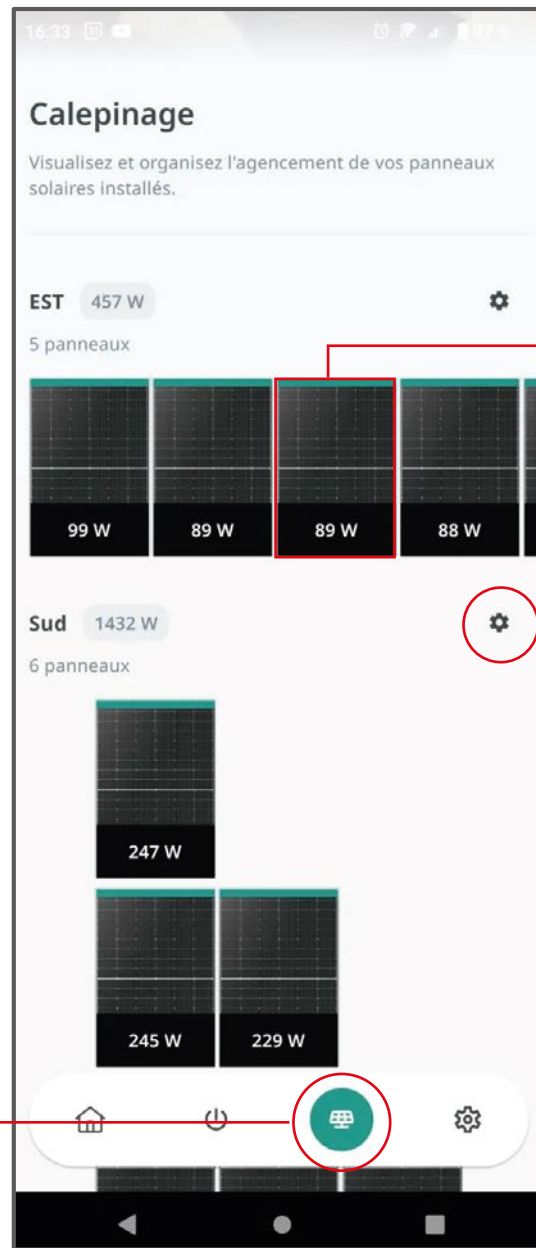 16.33
Calepinage
Visualisez et organisez l'agencement de vos panneaux
solaires installés.
EST 457 W
5 panneaux
99 W 89 W 89 W 88 W
Sud 1432 W
6 panneaux
247 W
245 W 229 W